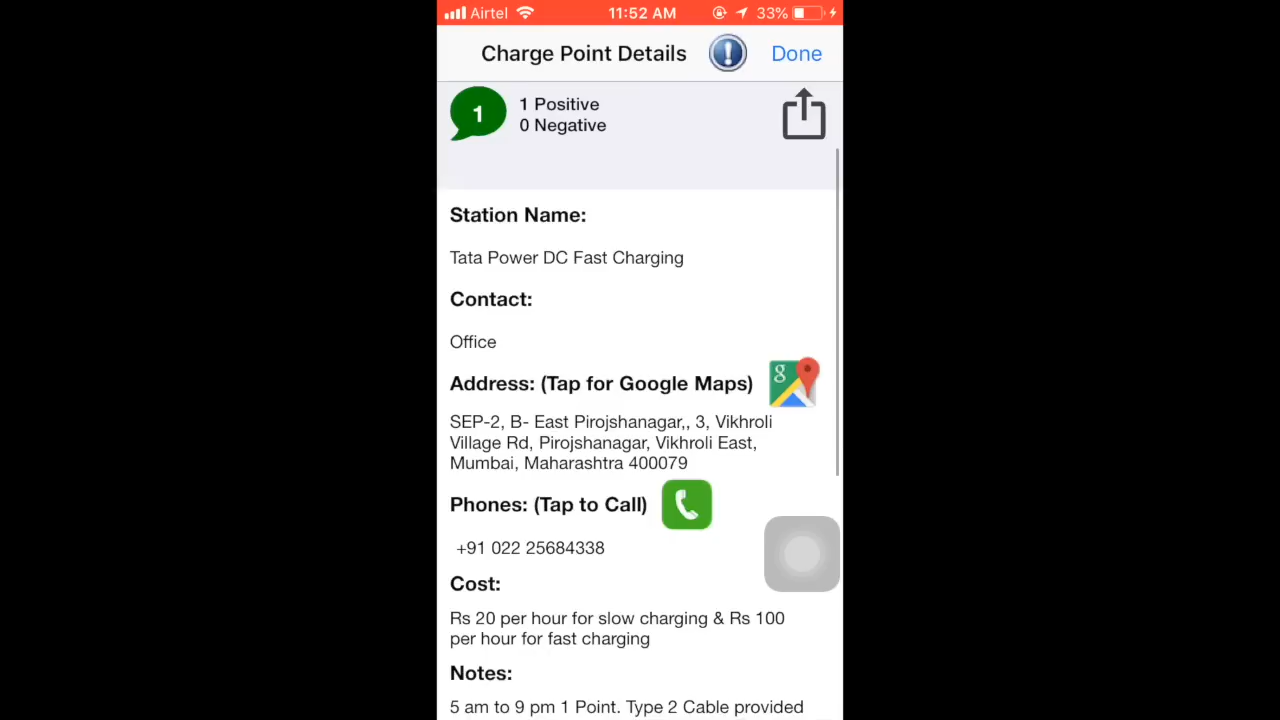 Airtel 11:52 AM 33%
Charge Point Details ! Done
1
1 Positive
0 Negative
Station Name:
Tata Power DC Fast Charging
Contact:
Office
Address: (Tap for Google Maps) g
SEP-2, B- East Pirojshanagar,, 3, Vikhroli
Village Rd, Pirojshanagar, Vikhroli East,
Mumbai, Maharashtra 400079
Phones: (Tap to Call)
+91 022 25684338
Cost:
Rs 20 per hour for slow charging & Rs 100
per hour for fast charging
Notes:
5 am to 9 pm 1 Point. Type 2 Cable provided